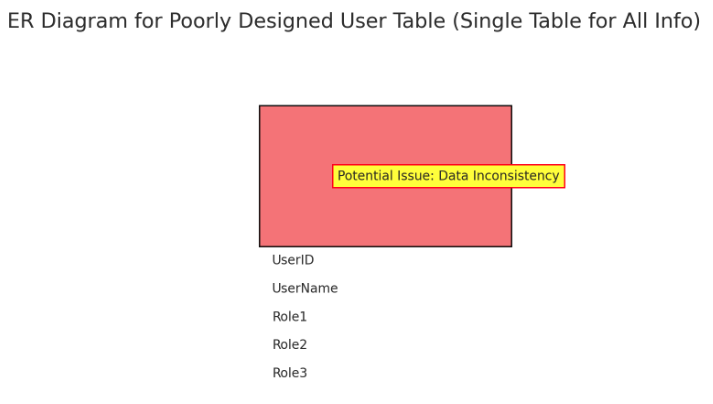 ER Diagram for Poorly Designed User Table (Single Table for All Info)
Potential Issue: Data Inconsistency
UserID
UserName
Role1
Role2
Role3